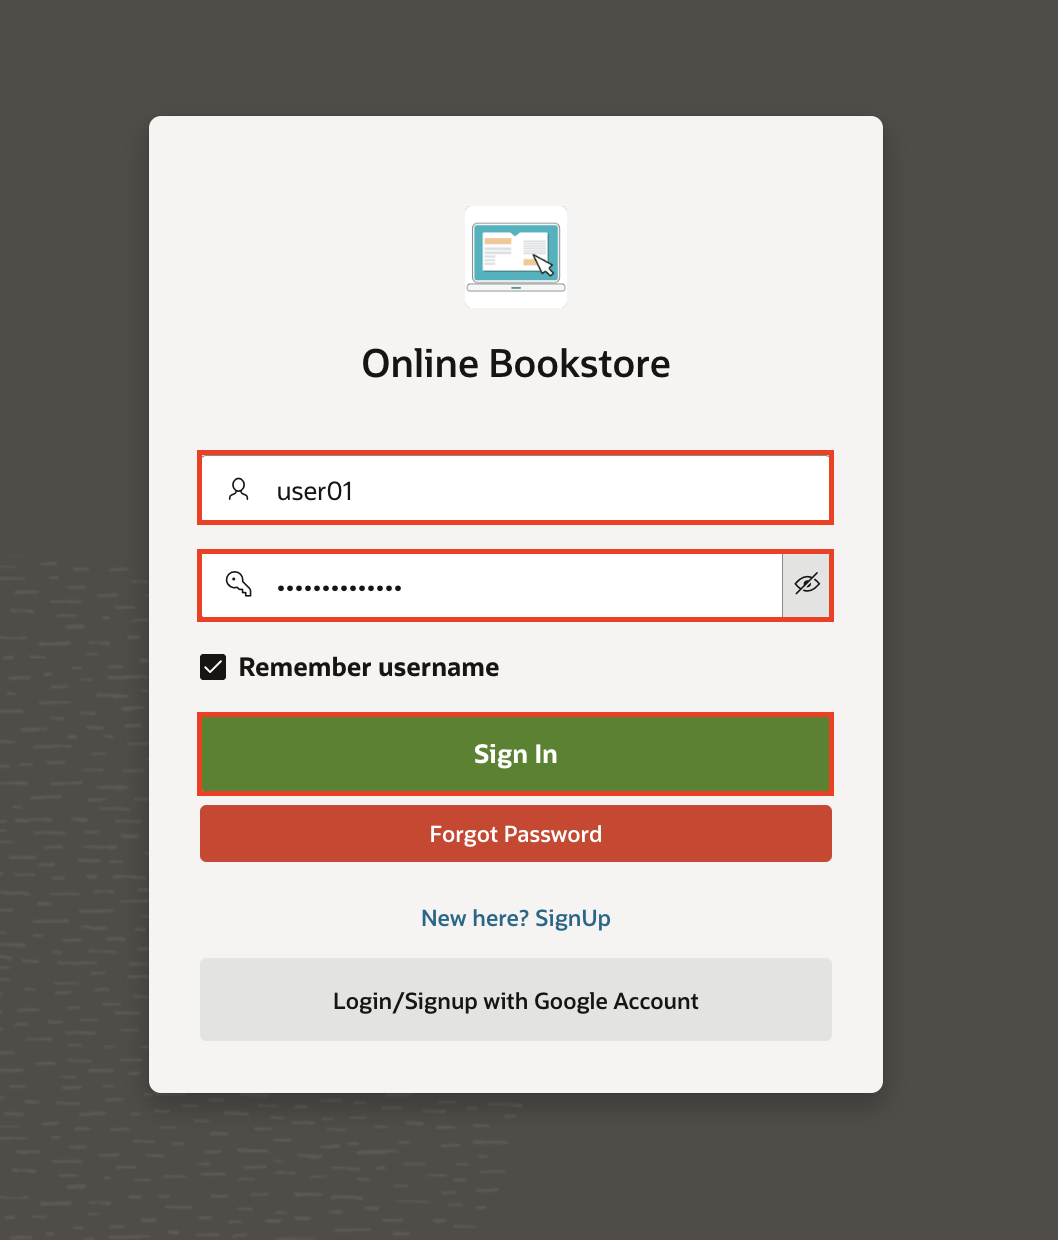 Online Bookstore
user01
••••••••••••••
Remember username
Sign In
Forgot Password
New here? SignUp
Login/Signup with Google Account